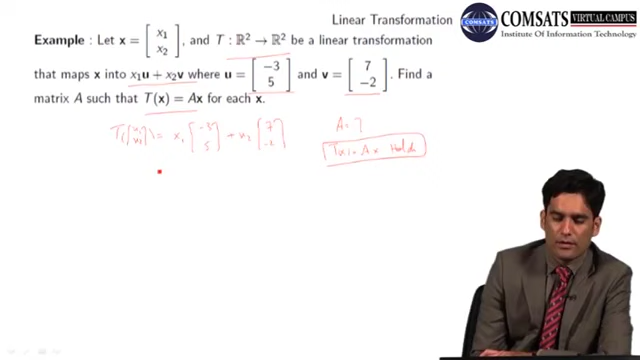 Linear Transformation
COMSATS VIRTUAL CAMPUS
Institute Of Information Technology
Example : Let x = [ x₁ x₂ ], and T : ℝ² → ℝ² be a linear transformation
that maps x into x₁u + x₂v where u = [ −3 5 ] and v = [ 7 −2 ]. Find a
matrix A such that T(x) = Ax for each x.
T( [ x₁ x₂ ] ) = x₁ [ -3 5 ] + x₂ [ 7 -2 ]
A = ?
T(x) = Ax Holds